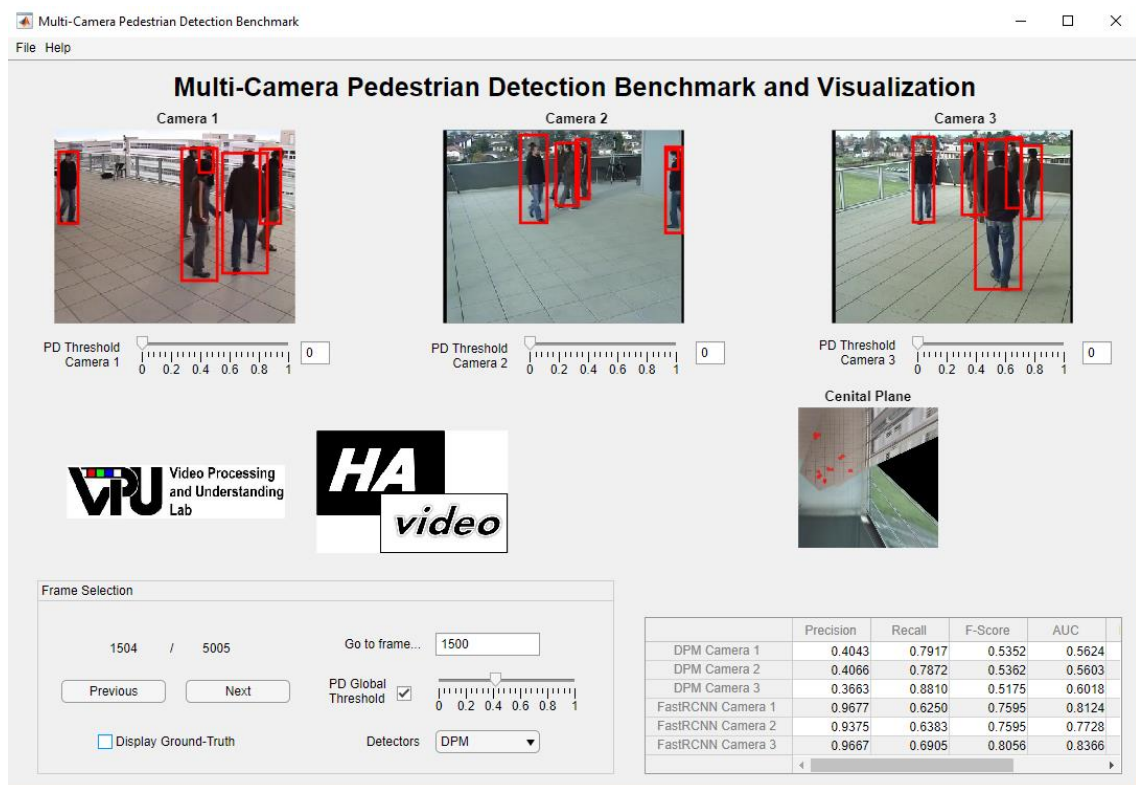 Multi-Camera Pedestrian Detection Benchmark
File Help
Multi-Camera Pedestrian Detection Benchmark and Visualization
Camera 1
Camera 2
Camera 3
PD Threshold
Camera 1
0 0.2 0.4 0.6 0.8 1
0
PD Threshold
Camera 2
0 0.2 0.4 0.6 0.8 1
0
PD Threshold
Camera 3
0 0.2 0.4 0.6 0.8 1
0
Cenital Plane
VPU Video Processing
and Understanding
Lab
HA
video
Frame Selection
1504 / 5005
Go to frame... 1500
Previous Next
PD Global
Threshold
0 0.2 0.4 0.6 0.8 1
Display Ground-Truth
Detectors DPM
Precision Recall F-Score AUC
DPM Camera 1 0.4043 0.7917 0.5352 0.5624
DPM Camera 2 0.4066 0.7872 0.5362 0.5603
DPM Camera 3 0.3663 0.8810 0.5175 0.6018
FastRCNN Camera 1 0.9677 0.6250 0.7595 0.8124
FastRCNN Camera 2 0.9375 0.6383 0.7595 0.7728
FastRCNN Camera 3 0.9667 0.6905 0.8056 0.8366